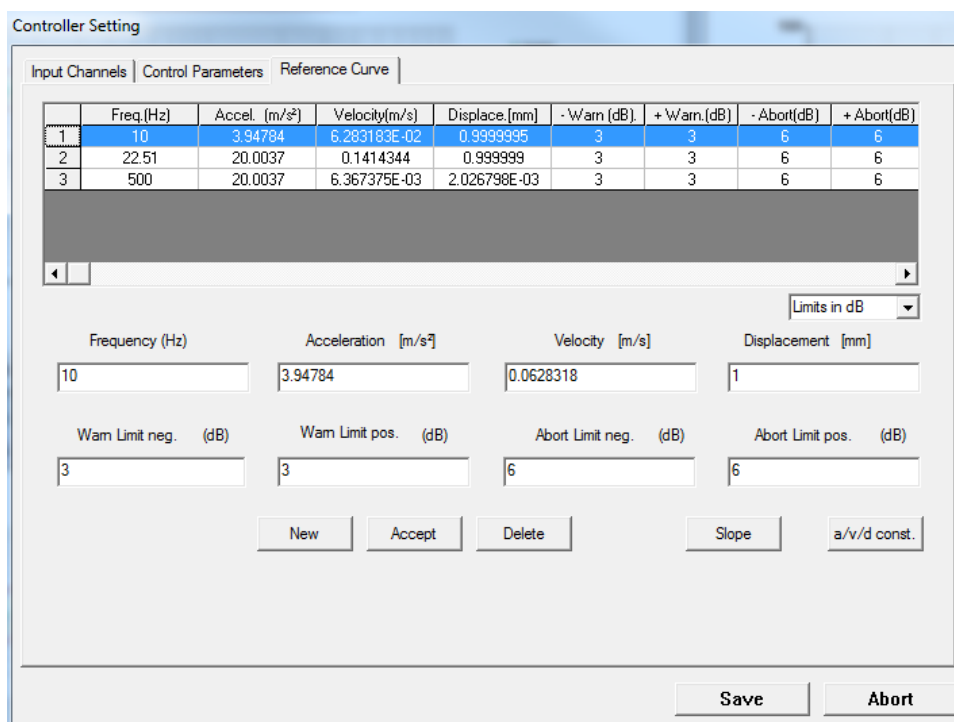 Controller Setting
Input Channels Control Parameters Reference Curve
Freq.(Hz) Accel. (m/s²) Velocity(m/s) Displace.[mm] - Warn (dB). + Warn.(dB) - Abort(dB) + Abort(dB)
1 10 3.94784 6.283183E-02 0.9999995 3 3 6 6
2 22.51 20.0037 0.1414344 0.999999 3 3 6 6
3 500 20.0037 6.367375E-03 2.026798E-03 3 3 6 6
Limits in dB
Frequency (Hz) Acceleration [m/s²] Velocity [m/s] Displacement [mm]
10 3.94784 0.0628318 1
Warn Limit neg. (dB) Warn Limit pos. (dB) Abort Limit neg. (dB) Abort Limit pos. (dB)
3 3 6 6
New Accept Delete Slope a/v/d const.
Save Abort